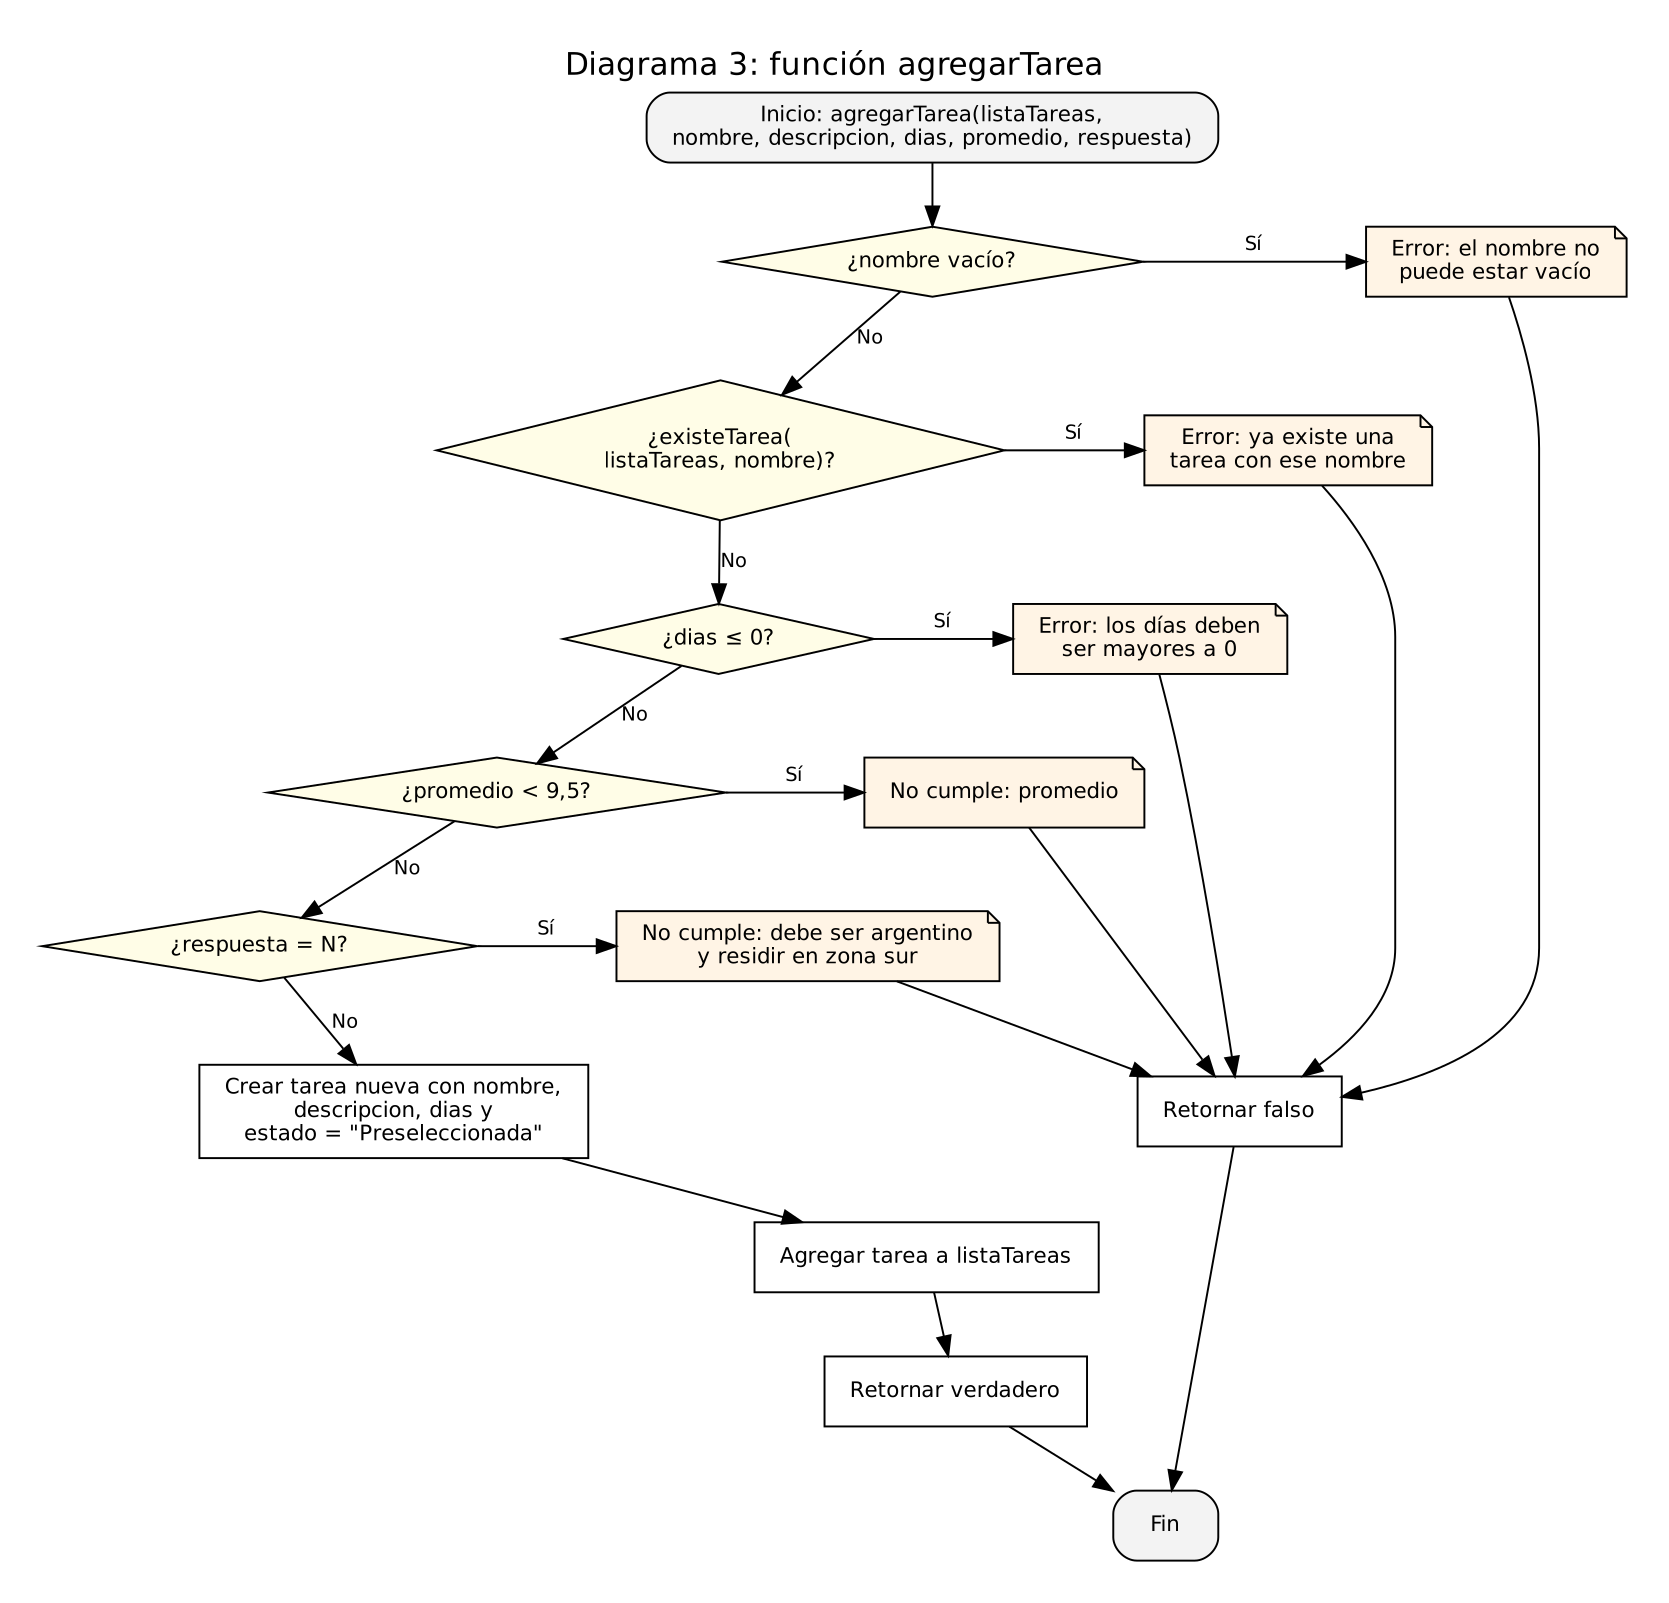 Diagrama 3: función agregarTarea
Inicio: agregarTarea(listaTareas,
nombre, descripcion, dias, promedio, respuesta)
¿nombre vacío?
Sí
Error: el nombre no
puede estar vacío
No
¿existeTarea(
listaTareas, nombre)?
Sí
Error: ya existe una
tarea con ese nombre
No
¿dias ≤ 0?
Sí
Error: los días deben
ser mayores a 0
No
¿promedio < 9,5?
Sí
No cumple: promedio
No
¿respuesta = N?
Sí
No cumple: debe ser argentino
y residir en zona sur
No
Crear tarea nueva con nombre,
descripcion, dias y
estado = "Preseleccionada"
Retornar falso
Agregar tarea a listaTareas
Retornar verdadero
Fin